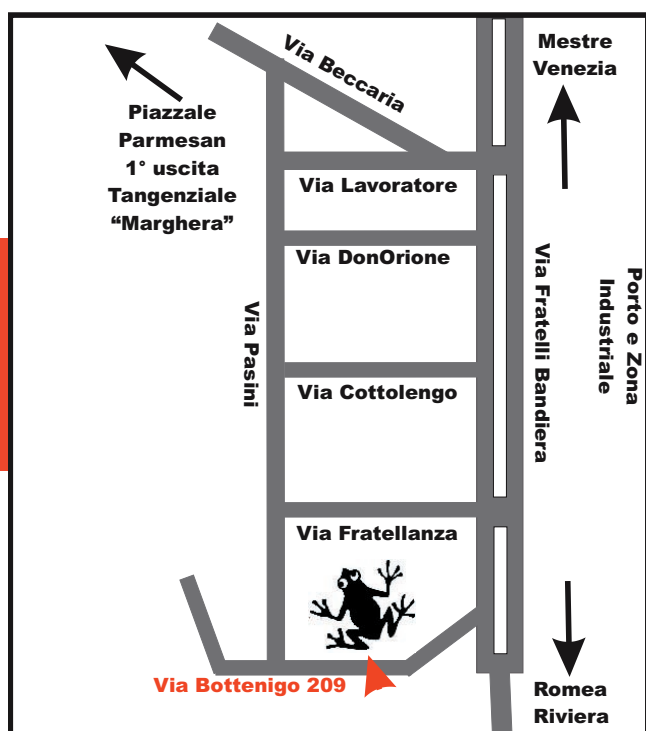 Mestre
Venezia
Via Beccaria
Piazzale
Parmesan
1° uscita
Tangenziale
“Marghera”
Via Lavoratore
Via DonOrione
Via Pasini
Via Fratelli Bandiera
Porto e Zona
Industriale
Via Cottolengo
Via Fratellanza
Via Bottenigo 209
Romea
Riviera